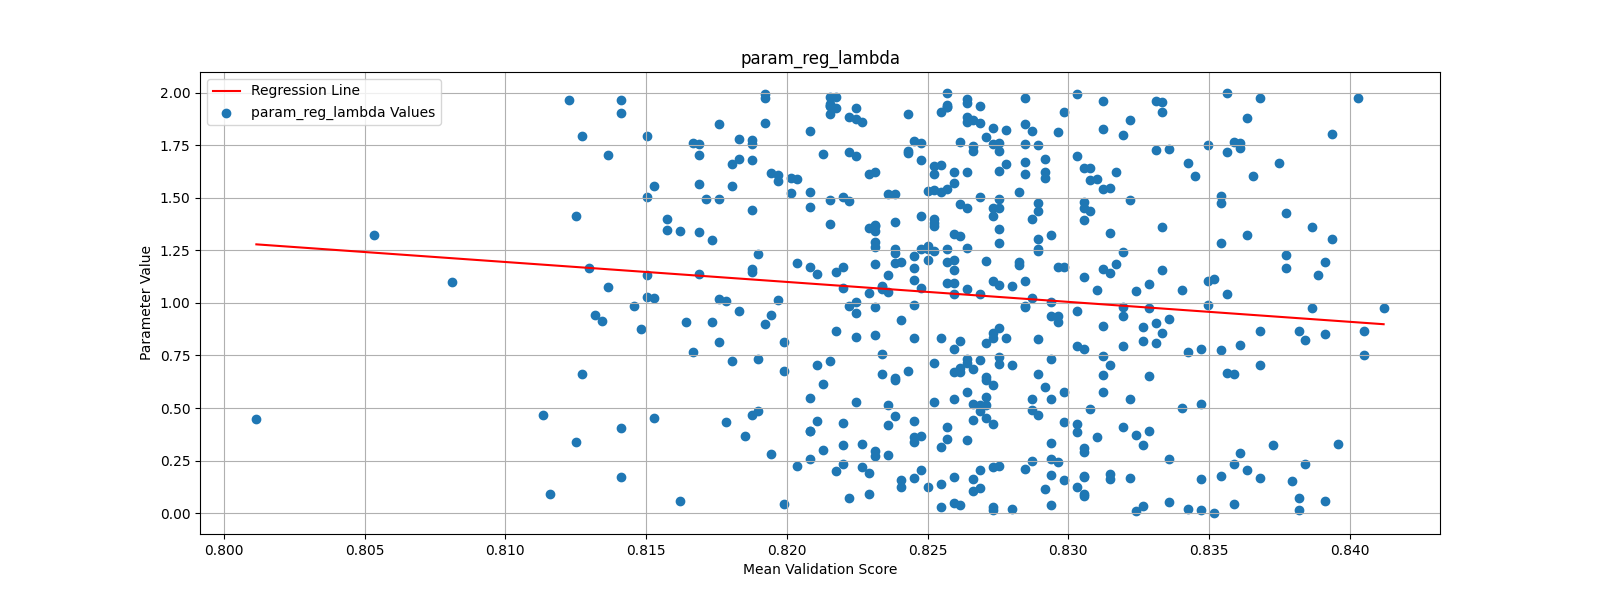 param_reg_lambda
Regression Line
param_reg_lambda Values
Parameter Value
2.00
1.75
1.50
1.25
1.00
0.75
0.50
0.25
0.00
0.800 0.805 0.810 0.815 0.820 0.825 0.830 0.835 0.840
Mean Validation Score